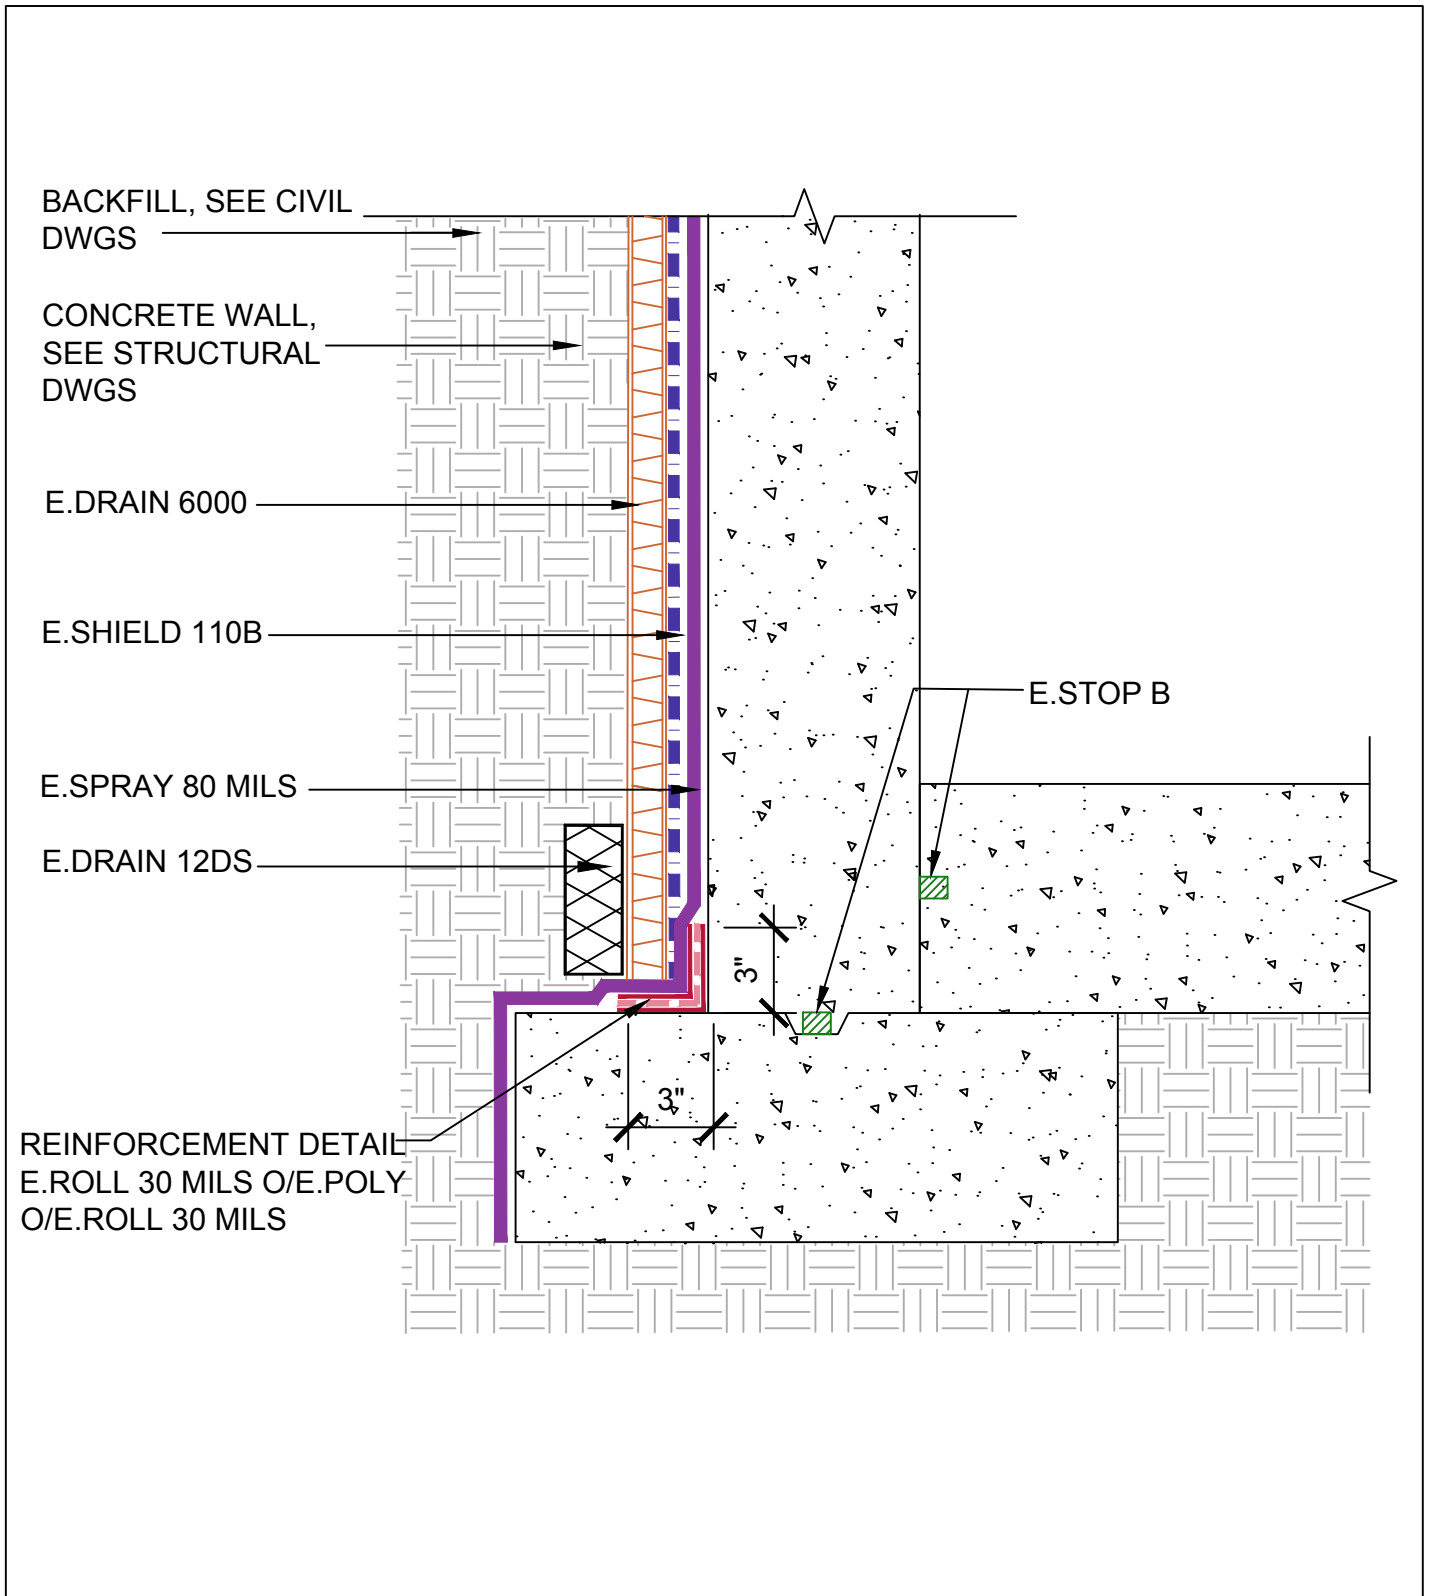 BACKFILL, SEE CIVIL
DWGS
CONCRETE WALL,
SEE STRUCTURAL
DWGS
E.DRAIN 6000
E.SHIELD 110B
E.STOP B
E.SPRAY 80 MILS
E.DRAIN 12DS
3"
3"
REINFORCEMENT DETAIL
E.ROLL 30 MILS O/E.POLY
O/E.ROLL 30 MILS